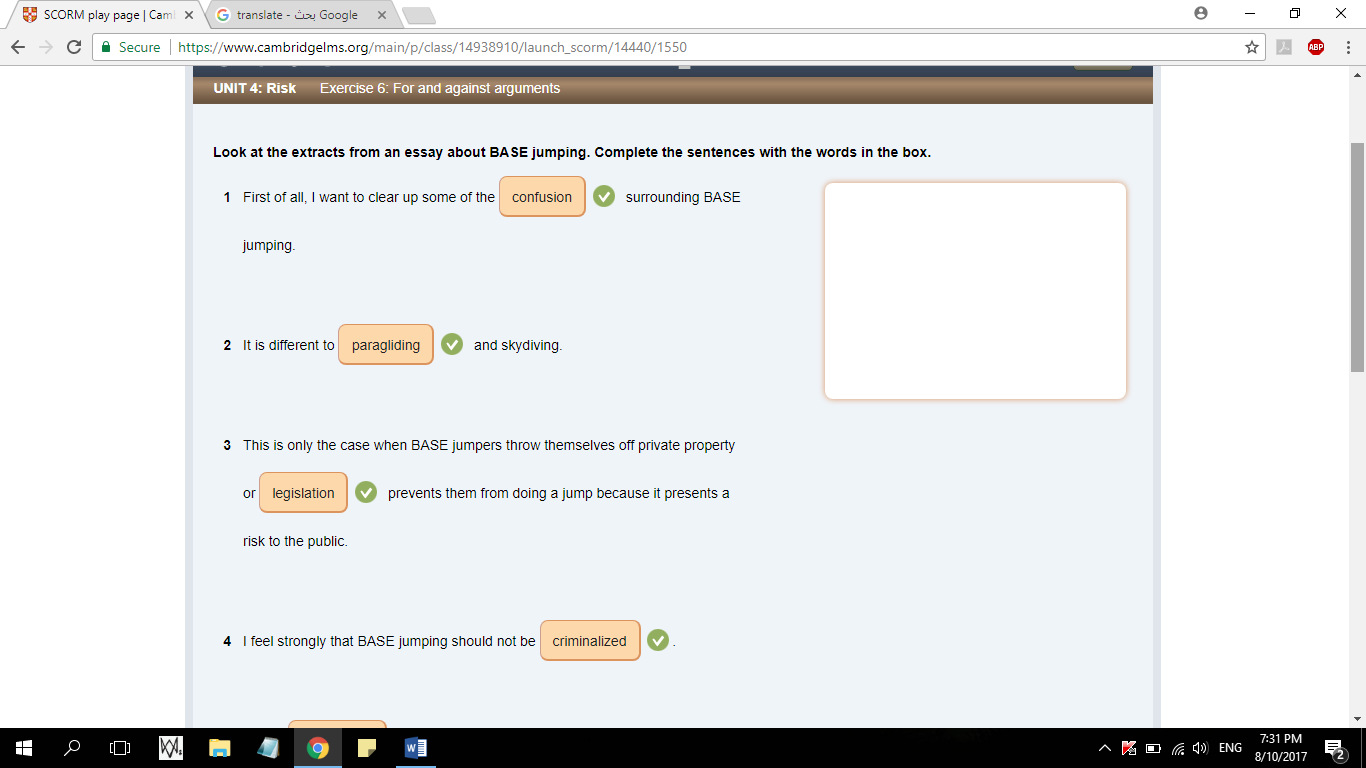 SCORM play page | Cam
translate - بحث Google
Secure https://www.cambridgelms.org/main/p/class/14938910/launch_scorm/14440/1550
ABP
UNIT 4: Risk Exercise 6: For and against arguments
Look at the extracts from an essay about BASE jumping. Complete the sentences with the words in the box.
1 First of all, I want to clear up some of the confusion surrounding BASE
jumping.
2 It is different to paragliding and skydiving.
3 This is only the case when BASE jumpers throw themselves off private property
or legislation prevents them from doing a jump because it presents a
risk to the public.
4 I feel strongly that BASE jumping should not be criminalized .
ENG
7:31 PM
8/10/2017
2